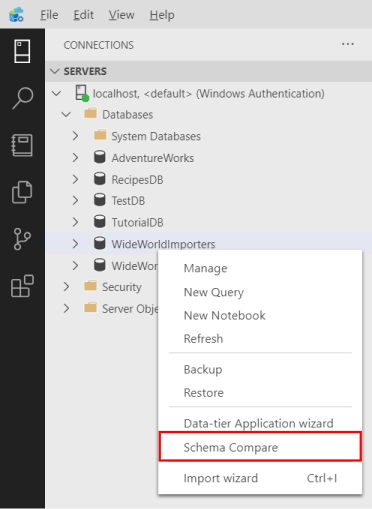 File Edit View Help
CONNECTIONS
SERVERS
localhost, <default> (Windows Authentication)
Databases
System Databases
AdventureWorks
RecipesDB
TestDB
TutorialDB
WideWorldImporters
WideWor
Security
Server Obje
Manage
New Query
New Notebook
Refresh
Backup
Restore
Data-tier Application wizard
Schema Compare
Import wizard Ctrl+I